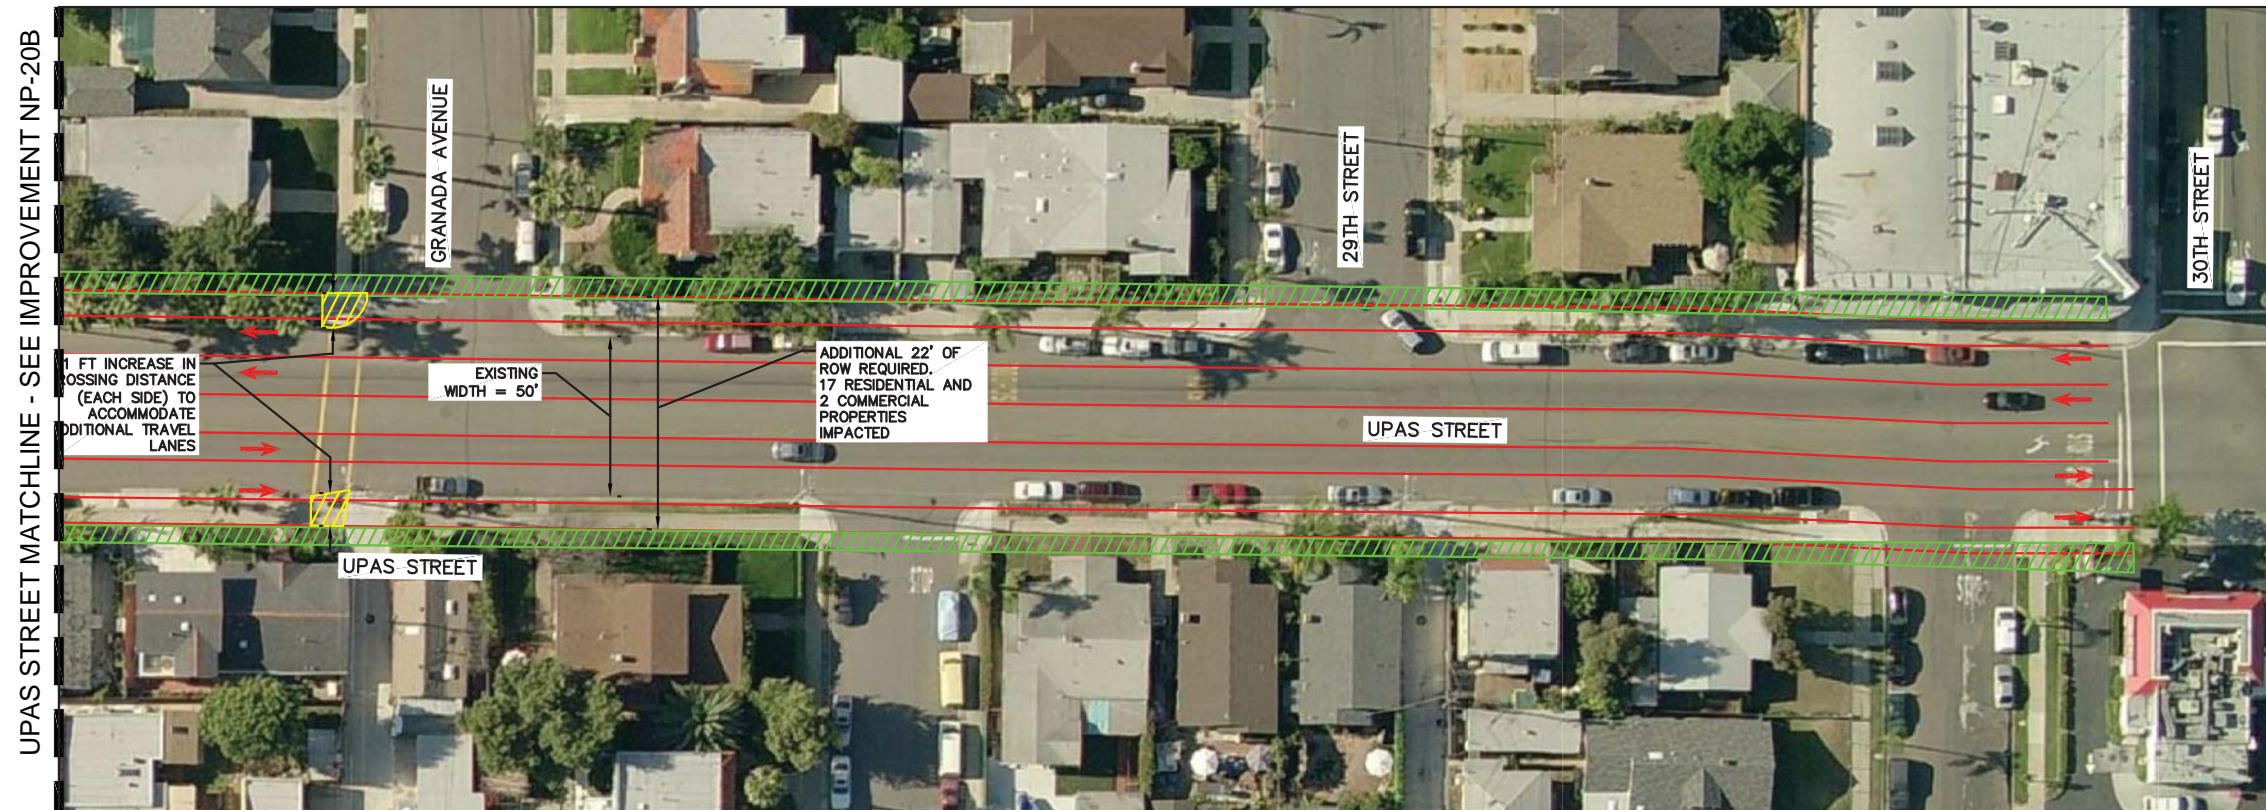 UPAS STREET MATCHLINE - SEE IMPROVEMENT NP-20B
GRANADA AVENUE
29TH STREET
30TH STREET
1 FT INCREASE IN
ROSSING DISTANCE
(EACH SIDE) TO
ACCOMMODATE
DDITIONAL TRAVEL
LANES
EXISTING
WIDTH = 50'
ADDITIONAL 22' OF
ROW REQUIRED.
17 RESIDENTIAL AND
2 COMMERCIAL
PROPERTIES
IMPACTED
UPAS STREET
UPAS STREET